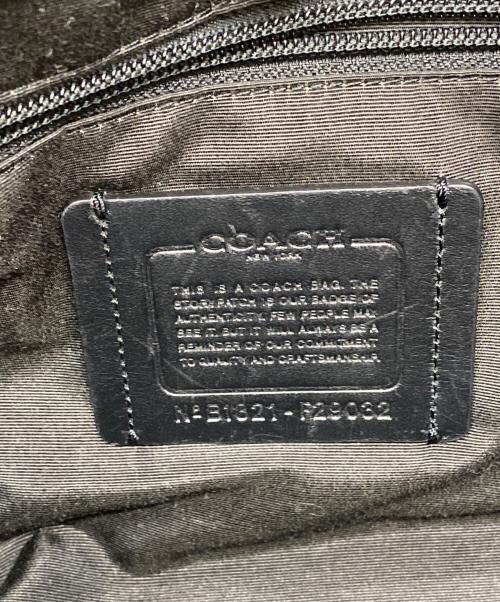 COACH
NEW YORK
THIS IS A COACH BAG. THE
STORYPATCH IS OUR BADGE OF
AUTHENTICITY. FEW PEOPLE MAY
SEE IT, BUT IT WILL ALWAYS BE A
REMINDER OF OUR COMMITMENT
TO QUALITY AND CRAFTSMANSHIP.
Nº B1321-F29032